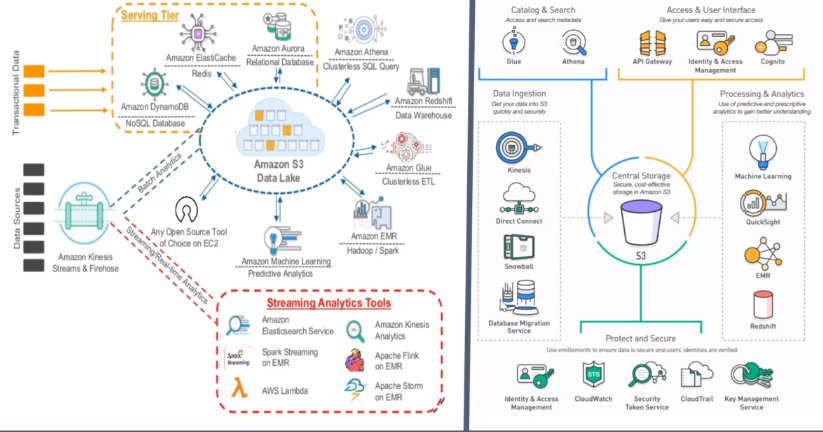 Serving Tier
Transactional Data
Amazon ElastiCache
Redis
Amazon Aurora
Relational Database
Amazon Athena
Clusterless SQL Query
Amazon DynamoDB
NoSQL Database
Amazon Redshift
Data Warehouse
Amazon S3
Data Lake
Amazon Glue
Clusterless ETL
Batch Analytics
Data Sources
Amazon Kinesis
Streams & Firehose
Any Open Source Tool
of Choice on EC2
Amazon EMR
Hadoop / Spark
Amazon Machine Learning
Predictive Analytics
Streaming/Real-time Analytics
Streaming Analytics Tools
Amazon
Elasticsearch Service
Amazon Kinesis
Analytics
Spark
Streaming
Spark Streaming
on EMR
Apache Flink
on EMR
AWS Lambda
Apache Storm
on EMR
Catalog & Search
Access and search metadata
Glue
Athena
Access & User Interface
Give your users easy and secure access
API Gateway
Identity & Access
Management
Cognito
Data Ingestion
Get your data into S3
quickly and securely
Kinesis
Direct Connect
Snowball
Database Migration
Service
Central Storage
Secure, cost-effective
storage in Amazon S3
S3
Processing & Analytics
Use of predictive and prescriptive
analytics to gain better understanding
Machine Learning
QuickSight
EMR
Redshift
Protect and Secure
Use entitlements to ensure data is secure and users' identities are verified
Identity & Access
Management
CloudWatch
STS
Security
Token Service
CloudTrail
Key Management
Service